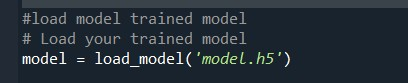 #load model trained model
# Load your trained model
model = load_model('model.h5')